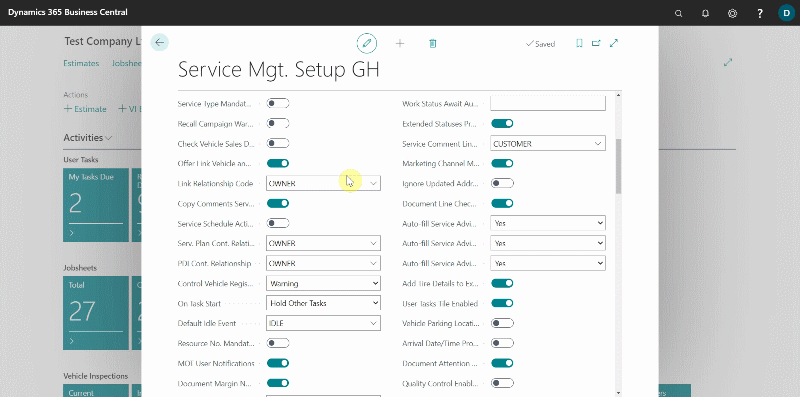 Dynamics 365 Business Central
D
Test Company L
Saved
Estimates Jobshee
Service Mgt. Setup GH
Actions
+ Estimate + VI
Activities
User Tasks
My Tasks Due
2
Jobsheets
Total
27
Vehicle Inspections
Current
Service Type Mandat...
Recall Campaign War...
Check Vehicle Sales D...
Offer Link Vehicle an...
Link Relationship Code OWNER
Copy Comments Serv...
Service Schedule Acti...
Serv. Plan Cont. Relati... OWNER
PDI Cont. Relationship OWNER
Control Vehicle Regis... Warning
On Task Start Hold Other Tasks
Default Idle Event IDLE
Resource No. Mandat...
MOT User Notifications
Document Margin N...
Work Status Await Au...
Extended Statuses Pr...
Service Comment Lin... CUSTOMER
Marketing Channel M...
Ignore Updated Addr...
Document Line Chec...
Auto-fill Service Advi... Yes
Auto-fill Service Advi... Yes
Auto-fill Service Advi... Yes
Add Tire Details to Ex...
User Tasks Tile Enabled
Vehicle Parking Locati...
Arrival Date/Time Pro...
Document Attention ...
Quality Control Enabl...